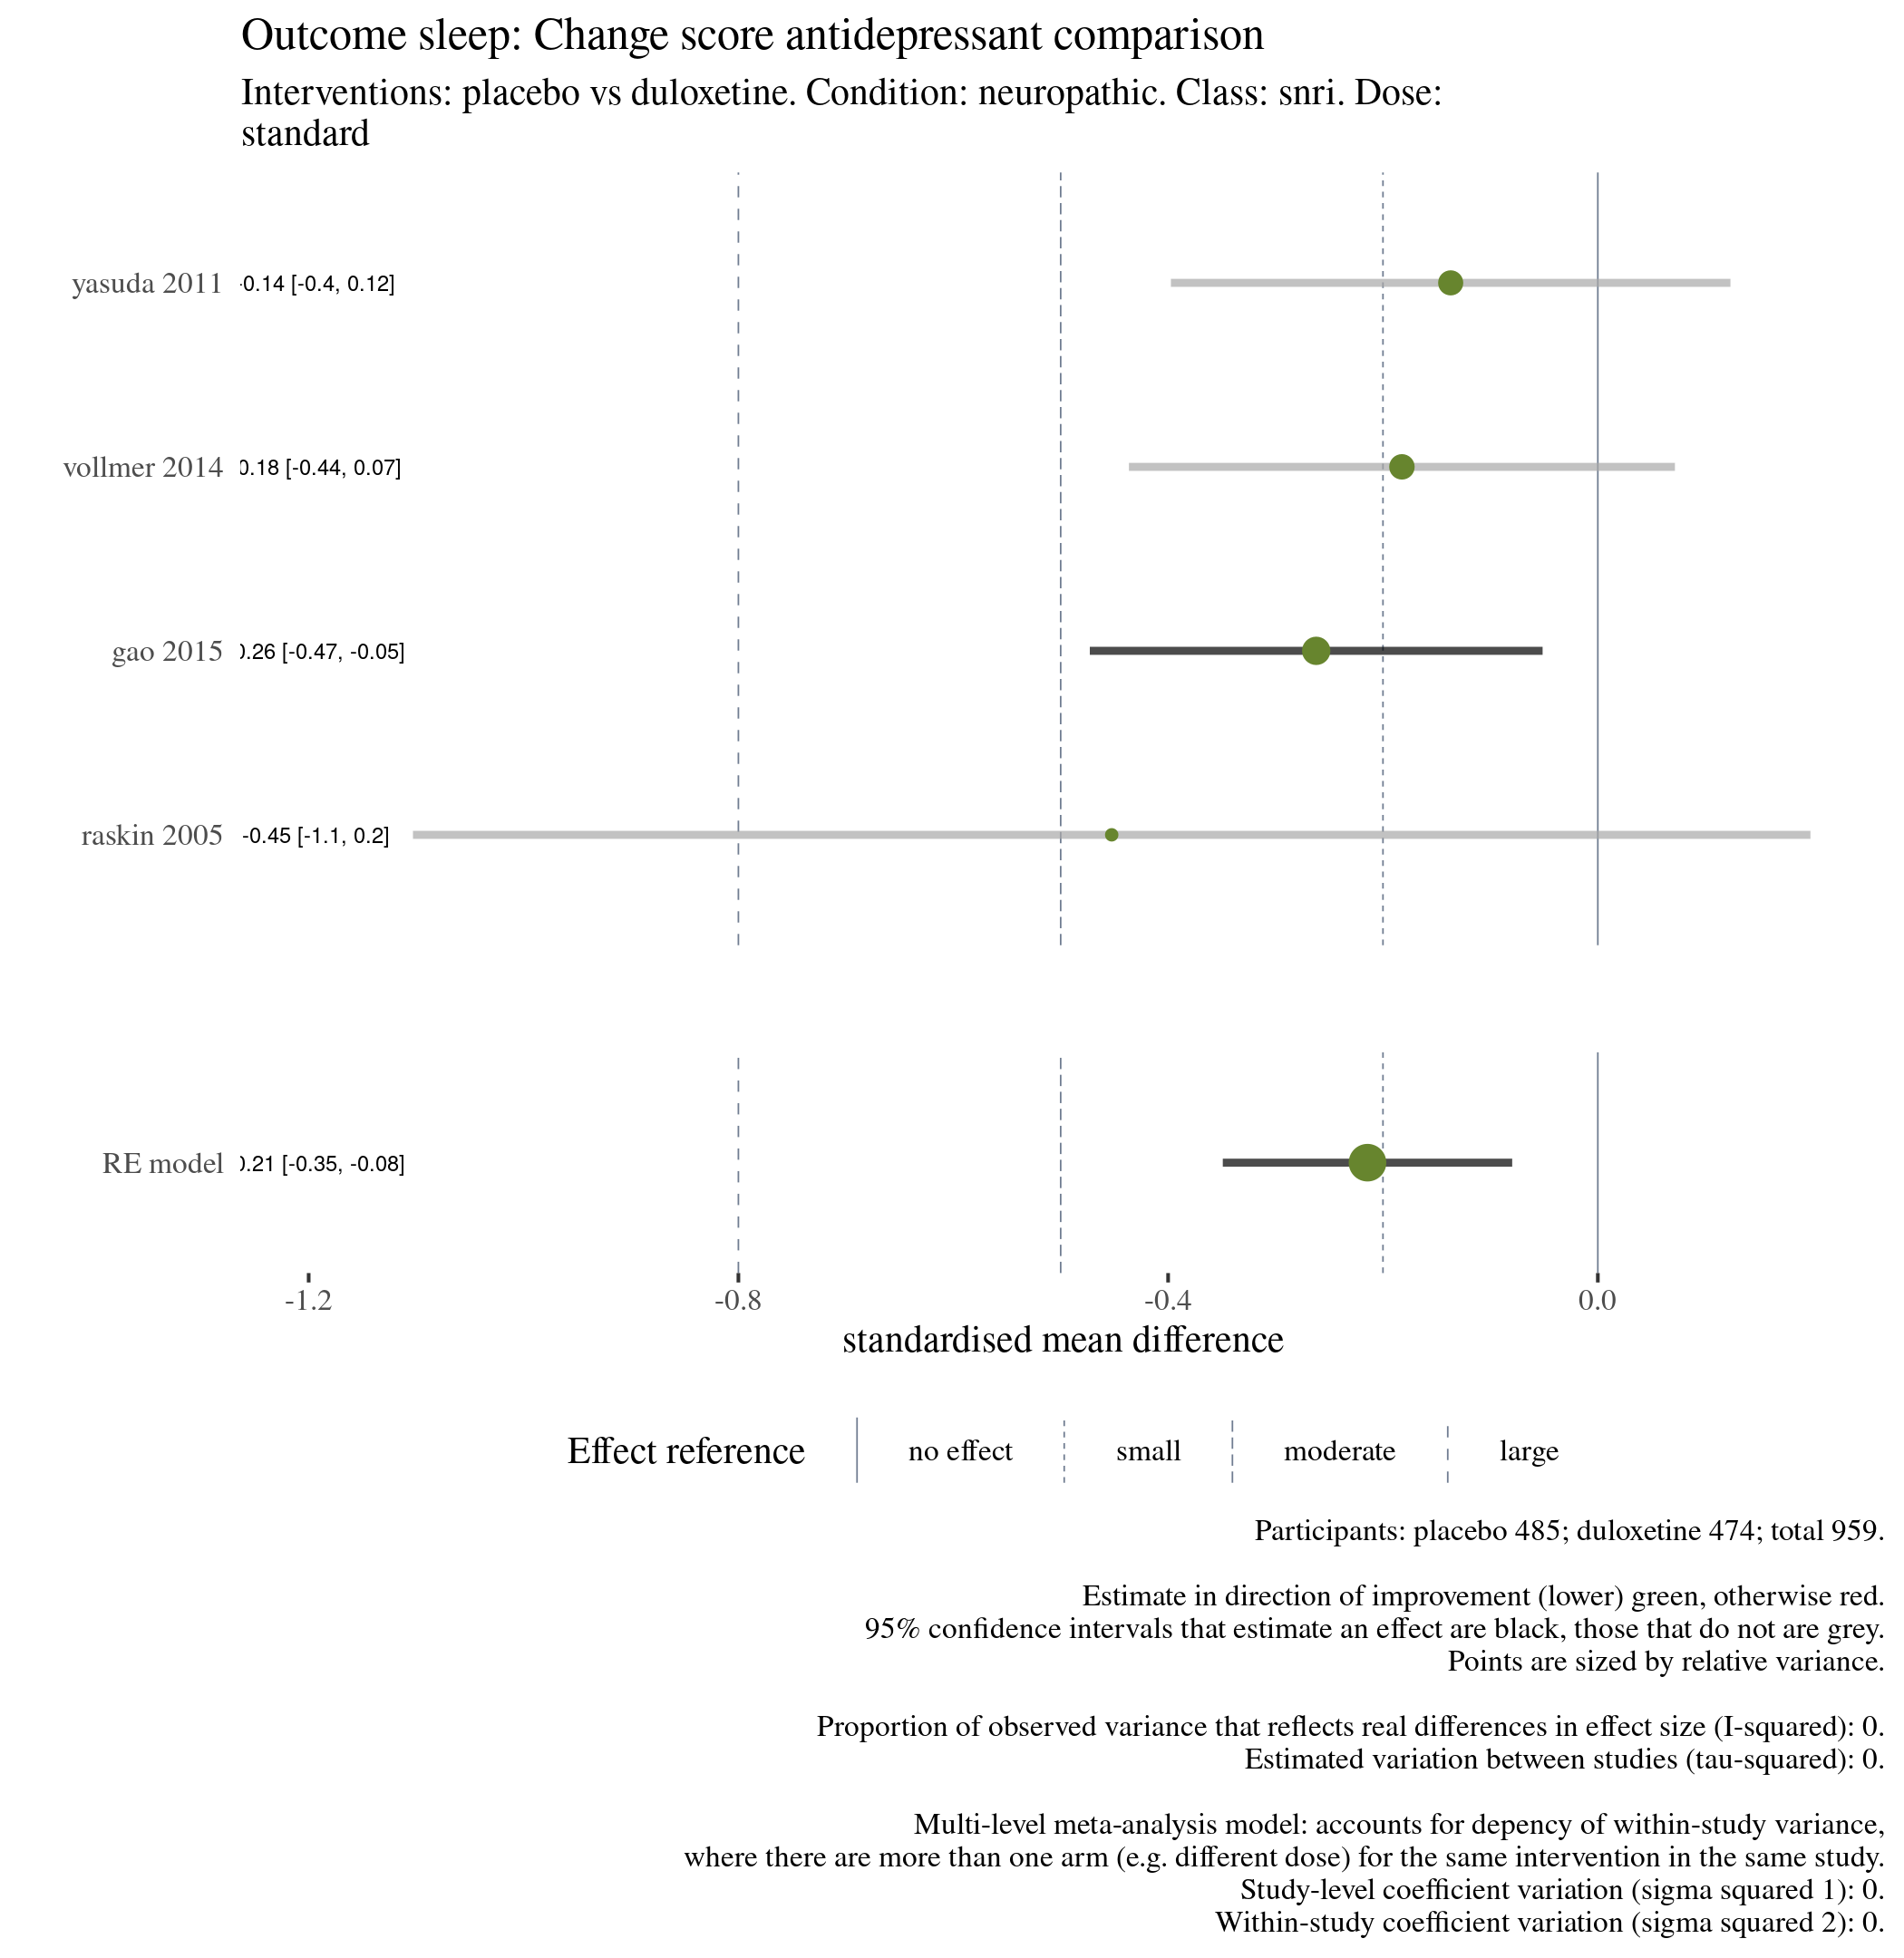 Outcome sleep: Change score antidepressant comparison
Interventions: placebo vs duloxetine. Condition: neuropathic. Class: snri. Dose:
standard
yasuda 2011 -0.14 [-0.4, 0.12]
vollmer 2014 0.18 [-0.44, 0.07]
gao 2015 0.26 [-0.47, -0.05]
raskin 2005 -0.45 [-1.1, 0.2]
RE model 0.21 [-0.35, -0.08]
-1.2 -0.8 -0.4 0.0
standardised mean difference
Effect reference no effect small moderate large
Participants: placebo 485; duloxetine 474; total 959.
Estimate in direction of improvement (lower) green, otherwise red.
95% confidence intervals that estimate an effect are black, those that do not are grey.
Points are sized by relative variance.
Proportion of observed variance that reflects real differences in effect size (I-squared): 0.
Estimated variation between studies (tau-squared): 0.
Multi-level meta-analysis model: accounts for depency of within-study variance,
where there are more than one arm (e.g. different dose) for the same intervention in the same study.
Study-level coefficient variation (sigma squared 1): 0.
Within-study coefficient variation (sigma squared 2): 0.